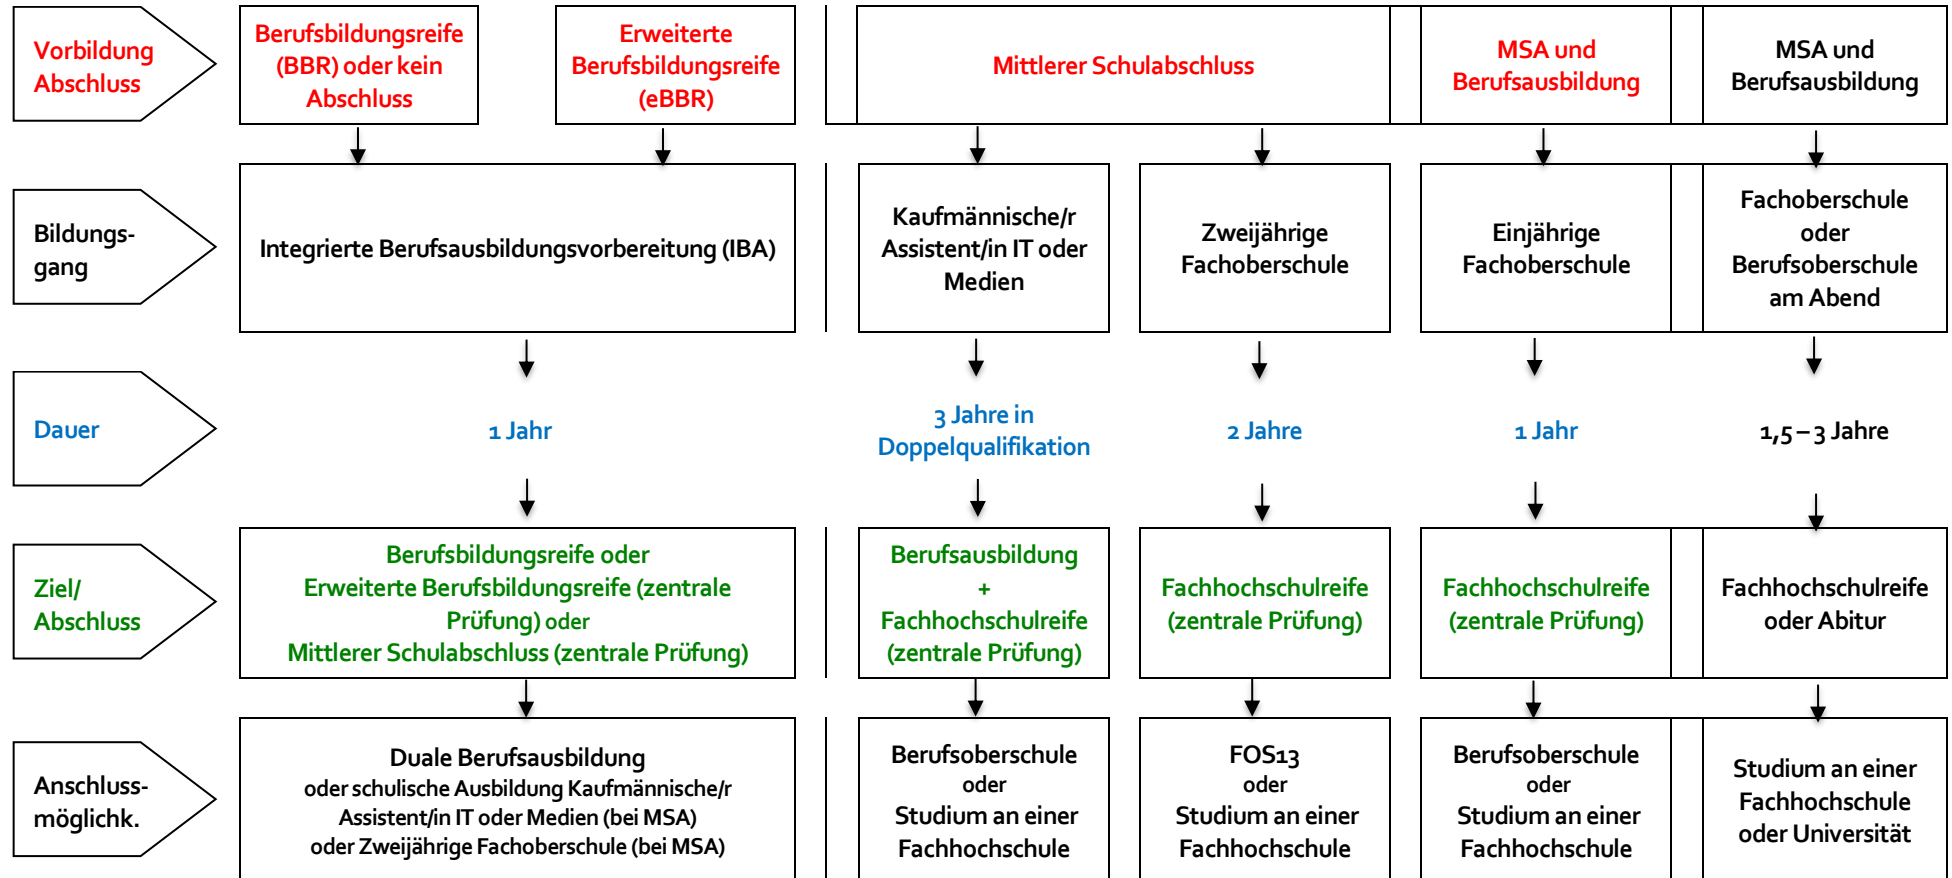 Vorbildung
Abschluss
Berufsbildungsreife
(BBR) oder kein
Abschluss
Erweiterte
Berufsbildungsreife
(eBBR)
Mittlerer Schulabschluss
MSA und
Berufsausbildung
MSA und
Berufsausbildung
Bildungs-
gang
Integrierte Berufsausbildungsvorbereitung (IBA)
Kaufmännische/r
Assistent/in IT oder
Medien
Zweijährige
Fachoberschule
Einjährige
Fachoberschule
Fachoberschule
oder
Berufsoberschule
am Abend
Dauer
1 Jahr
3 Jahre in
Doppelqualifikation
2 Jahre
1 Jahr
1,5 – 3 Jahre
Ziel/
Abschluss
Berufsbildungsreife oder
Erweiterte Berufsbildungsreife (zentrale
Prüfung) oder
Mittlerer Schulabschluss (zentrale Prüfung)
Berufsausbildung
+
Fachhochschulreife
(zentrale Prüfung)
Fachhochschulreife
(zentrale Prüfung)
Fachhochschulreife
(zentrale Prüfung)
Fachhochschulreife
oder Abitur
Anschluss-
möglichk.
Duale Berufsausbildung
oder schulische Ausbildung Kaufmännische/r
Assistent/in IT oder Medien (bei MSA)
oder Zweijährige Fachoberschule (bei MSA)
Berufsoberschule
oder
Studium an einer
Fachhochschule
FOS13
oder
Studium an einer
Fachhochschule
Berufsoberschule
oder
Studium an einer
Fachhochschule
Studium an einer
Fachhochschule
oder Universität